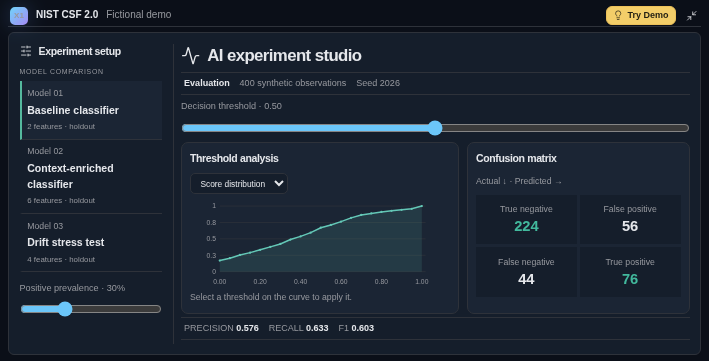 NIST CSF 2.0 Fictional demo
Try Demo
Experiment setup
MODEL COMPARISON
Model 01
Baseline classifier
2 features · holdout
Model 02
Context-enriched
classifier
6 features · holdout
Model 03
Drift stress test
4 features · holdout
Positive prevalence · 30%
AI experiment studio
Evaluation 400 synthetic observations Seed 2026
Decision threshold · 0.50
Threshold analysis
Score distribution
1
0.8
0.5
0.3
0
0.00 0.20 0.40 0.60 0.80 1.00
Select a threshold on the curve to apply it.
Confusion matrix
Actual ↓ · Predicted →
True negative
224
False positive
56
False negative
44
True positive
76
PRECISION 0.576 RECALL 0.633 F1 0.603